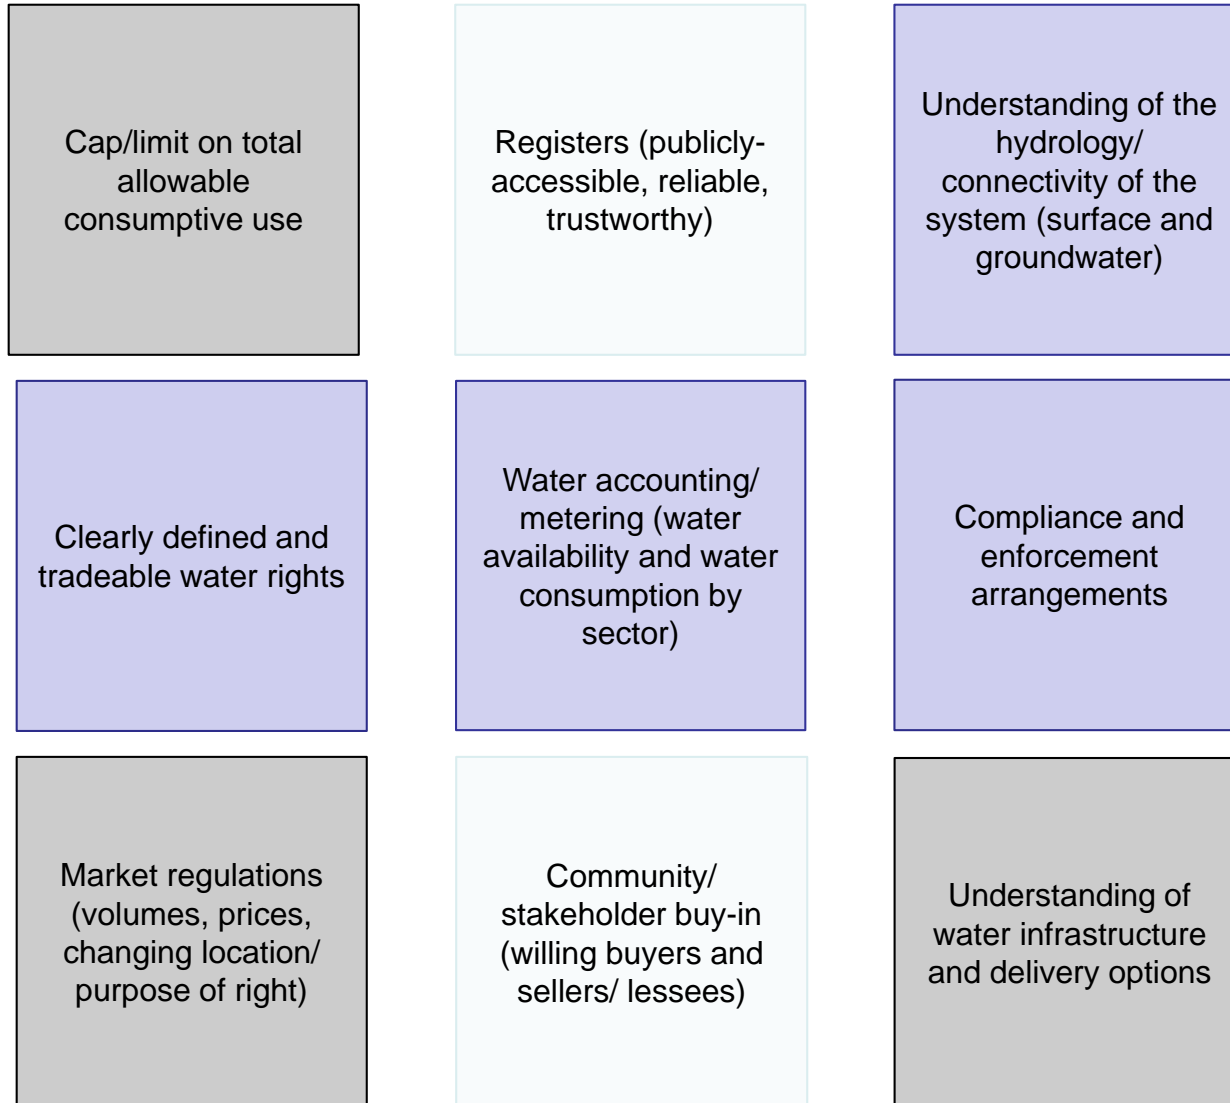 Cap/limit on total
allowable
consumptive use
Registers (publicly-
accessible, reliable,
trustworthy)
Understanding of the
hydrology/
connectivity of the
system (surface and
groundwater)
Clearly defined and
tradeable water rights
Water accounting/
metering (water
availability and water
consumption by
sector)
Compliance and
enforcement
arrangements
Market regulations
(volumes, prices,
changing location/
purpose of right)
Community/
stakeholder buy-in
(willing buyers and
sellers/ lessees)
Understanding of
water infrastructure
and delivery options